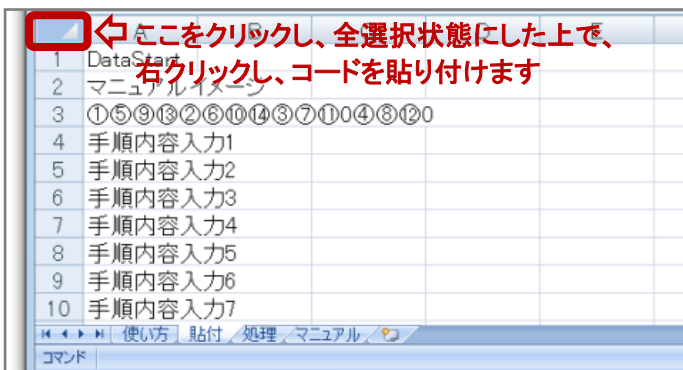 A B C D E
ここをクリックし、全選択状態にした上で、
右クリックし、コードを貼り付けます
1 DataStart
2 マニュアルイメージ
3 ①⑤⑨⑬②⑥⑩⑭③⑦⑪0④⑧⑫0
4 手順内容入力1
5 手順内容入力2
6 手順内容入力3
7 手順内容入力4
8 手順内容入力5
9 手順内容入力6
10 手順内容入力7
使い方 貼付 処理 マニュアル
コマンド